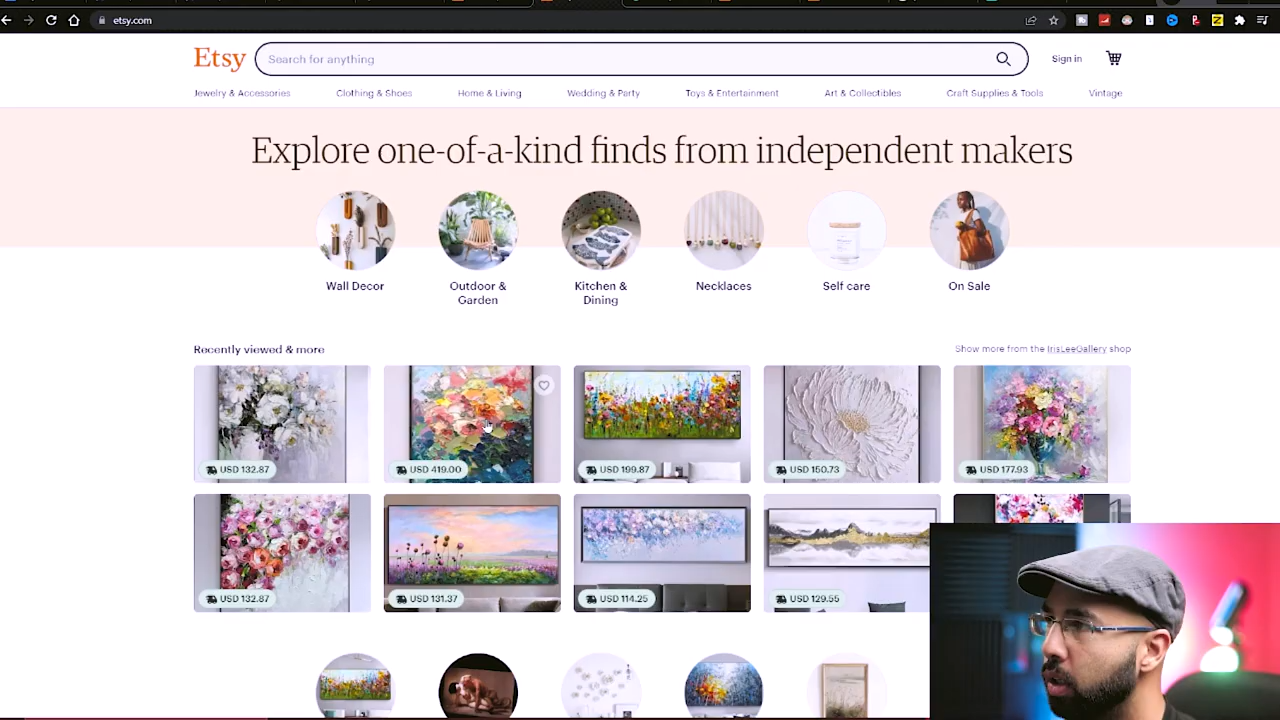 etsy.com
Etsy
Search for anything
Sign in
Jewelry & Accessories
Clothing & Shoes
Home & Living
Wedding & Party
Toys & Entertainment
Art & Collectibles
Craft Supplies & Tools
Vintage
Explore one-of-a-kind finds from independent makers
Wall Decor
Outdoor &
Garden
Kitchen &
Dining
Necklaces
Self care
On Sale
Recently viewed & more
Show more from the IrisLeeGallery shop
USD 132.87
USD 419.00
USD 199.87
USD 150.73
USD 177.93
USD 132.87
USD 131.37
USD 114.25
USD 129.55